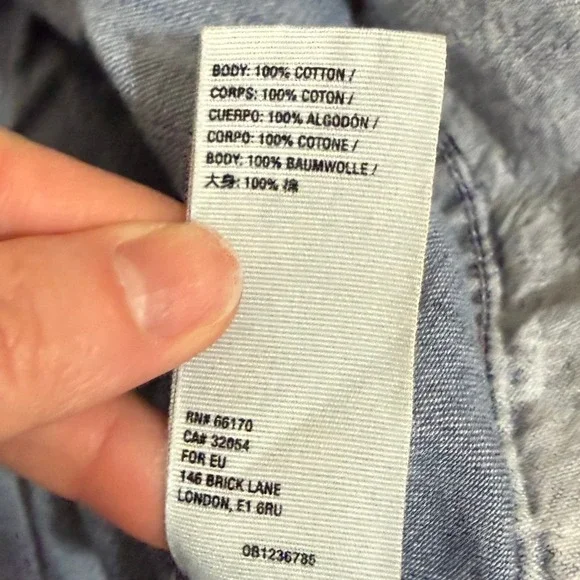 BODY: 100% COTTON /
CORPS: 100% COTON /
CUERPO: 100% ALGODÓN /
CORPO: 100% COTONE /
BODY: 100% BAUMWOLLE /
大身: 100% 棉
RN# 66170
CA# 32054
FOR EU
146 BRICK LANE
LONDON, E1 6RU
OB1236785